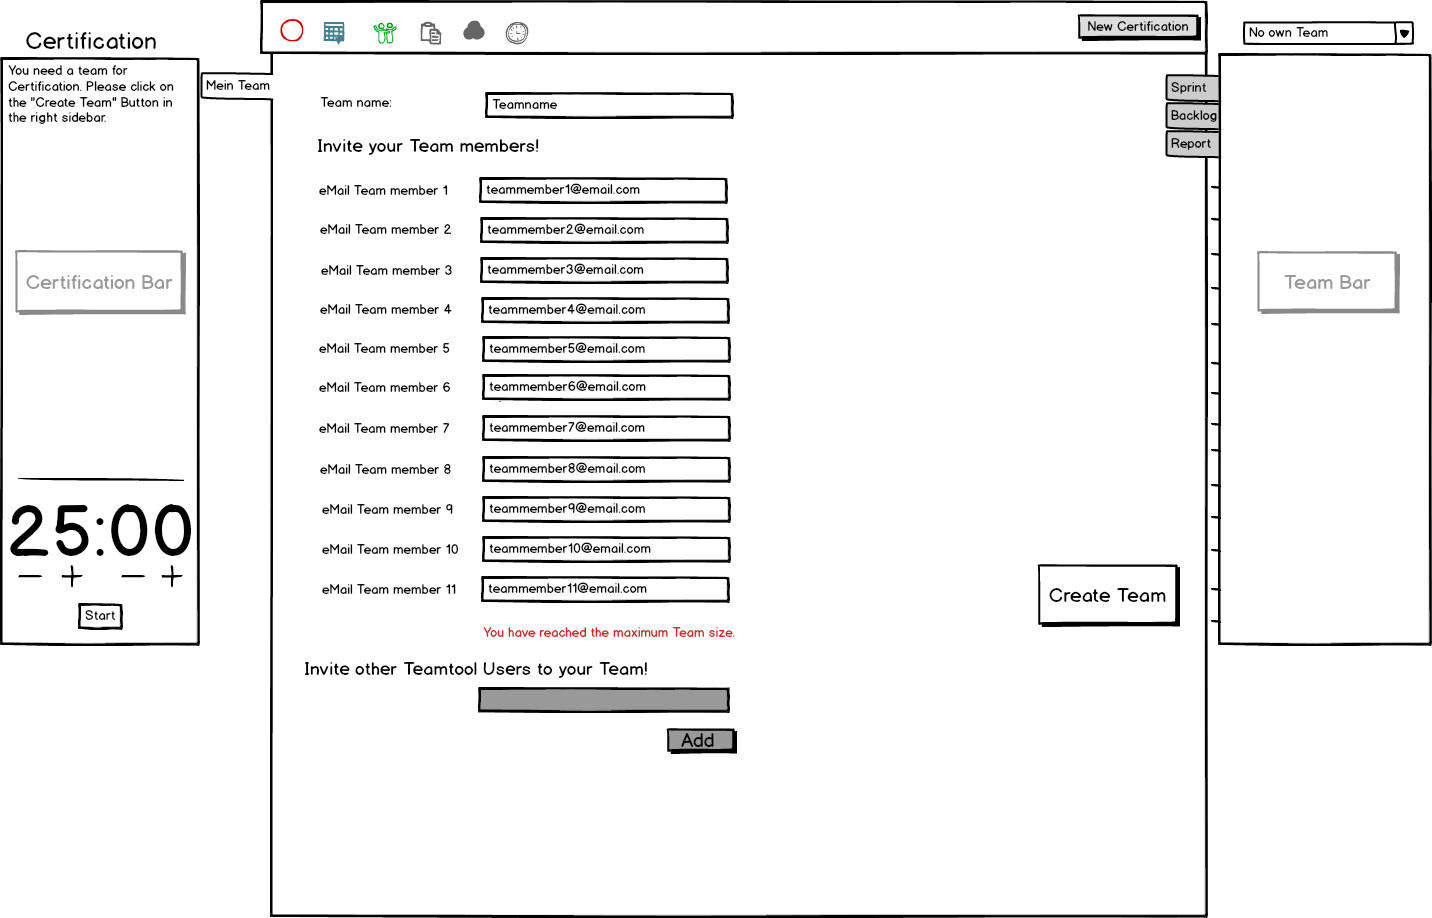 Certification
You need a team for
Certification. Please click on
the "Create Team" Button in
the right sidebar.
Certification Bar
25:00
− + − +
Start
Mein Team
New Certification
Team name:
Teamname
Invite your Team members!
eMail Team member 1
teammember1@email.com
eMail Team member 2
teammember2@email.com
eMail Team member 3
teammember3@email.com
eMail Team member 4
teammember4@email.com
eMail Team member 5
teammember5@email.com
eMail Team member 6
teammember6@email.com
eMail Team member 7
teammember7@email.com
eMail Team member 8
teammember8@email.com
eMail Team member 9
teammember9@email.com
eMail Team member 10
teammember10@email.com
eMail Team member 11
teammember11@email.com
You have reached the maximum Team size.
Invite other Teamtool Users to your Team!
Add
Create Team
Sprint
Backlog
Report
No own Team
Team Bar